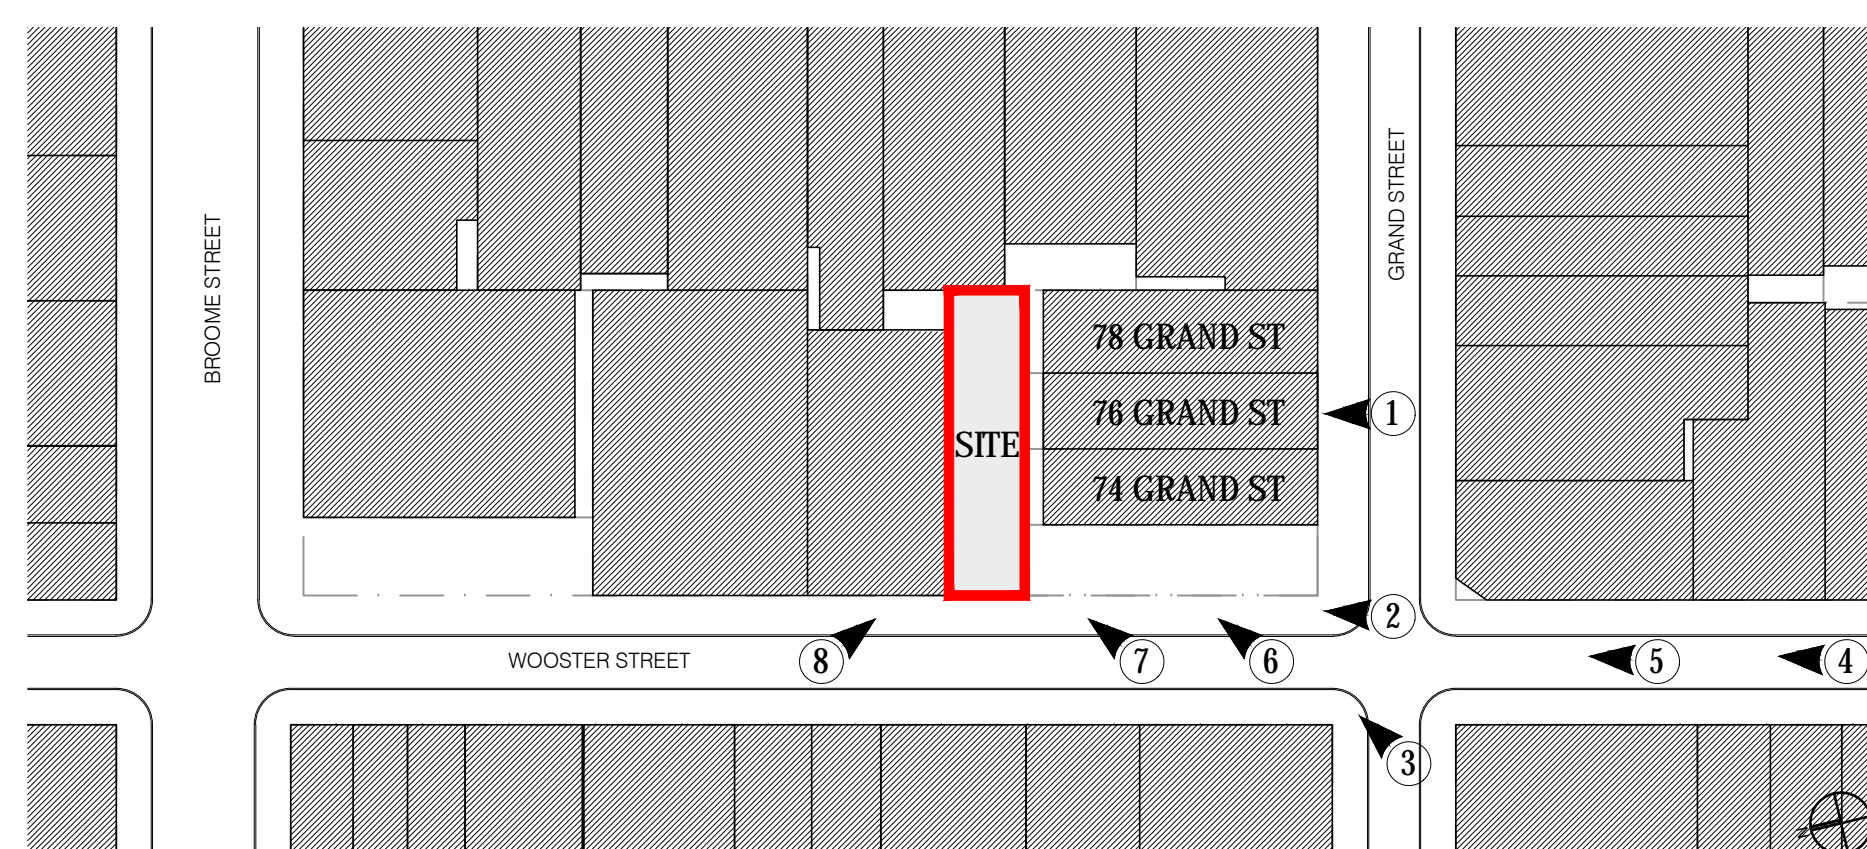 BROOME STREET
GRAND STREET
78 GRAND ST
76 GRAND ST
74 GRAND ST
SITE
1
2
WOOSTER STREET
8
7
6
5
4
3
N